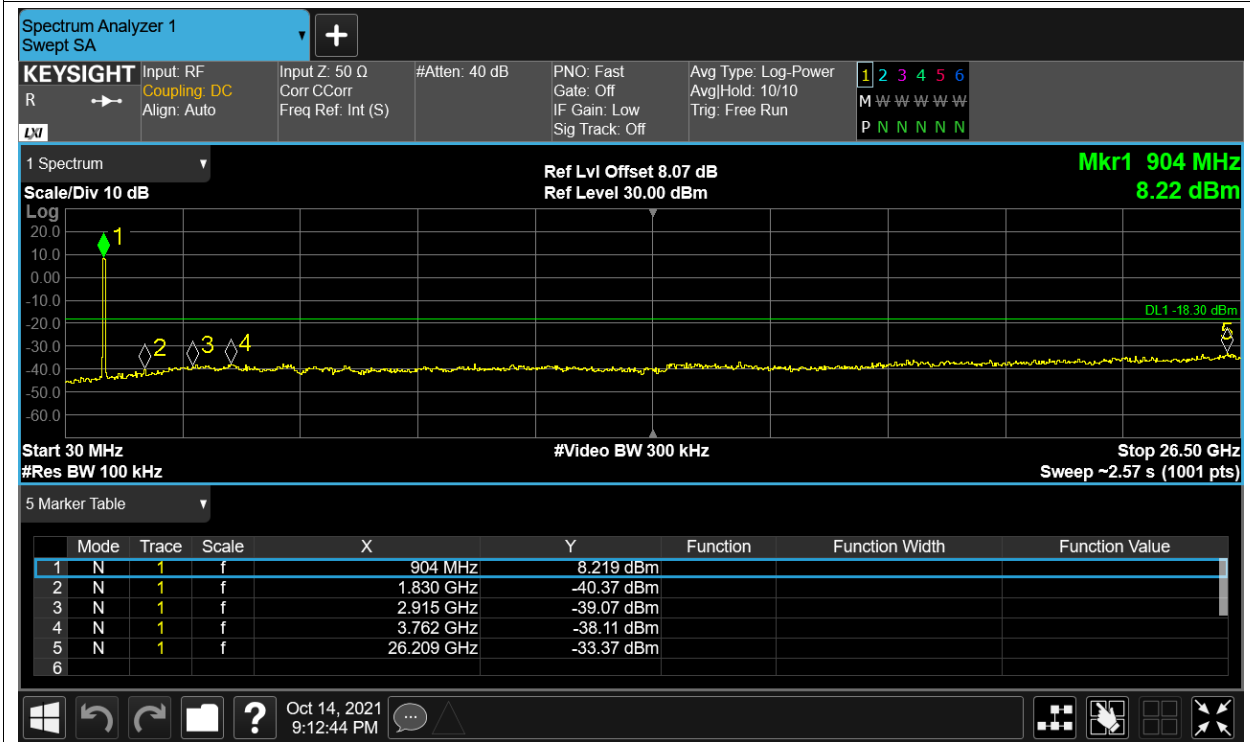 Spectrum Analyzer 1
Swept SA
+
KEYSIGHT Input: RF Input Z: 50 Ω #Atten: 40 dB PNO: Fast Avg Type: Log-Power 1 2 3 4 5 6
R Coupling: DC Corr CCorr Gate: Off Avg|Hold: 10/10 M W W W W W
Align: Auto Freq Ref: Int (S) IF Gain: Low Trig: Free Run
LXI Sig Track: Off P N N N N N
1 Spectrum Ref Lvl Offset 8.07 dB Mkr1 904 MHz
Scale/Div 10 dB Ref Level 30.00 dBm 8.22 dBm
Log
20.0
1
10.0
0.00
-10.0
DL1 -18.30 dBm
-20.0
-30.0
2 3 4 5
-40.0
-50.0
-60.0
Start 30 MHz #Video BW 300 kHz Stop 26.50 GHz
#Res BW 100 kHz Sweep ~2.57 s (1001 pts)
5 Marker Table
Mode Trace Scale X Y Function Function Width Function Value
1 N 1 f 904 MHz 8.219 dBm
2 N 1 f 1.830 GHz -40.37 dBm
3 N 1 f 2.915 GHz -39.07 dBm
4 N 1 f 3.762 GHz -38.11 dBm
5 N 1 f 26.209 GHz -33.37 dBm
6
? Oct 14, 2021
9:12:44 PM